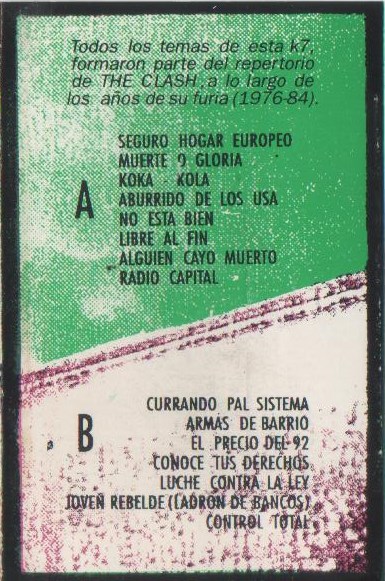 Todos los temas de esta k7,
formaron parte del repertorio
de THE CLASH, a lo largo de
los años de su furia (1976-84).
A
SEGURO HOGAR EUROPEO
MUERTE O GLORIA
KOKA - KOLA
ABURRIDO DE LOS USA
NO ESTA BIEN
LIBRE AL FIN
ALGUIEN CAYO MUERTO
RADIO CAPITAL
B
CURRANDO PAL SISTEMA
ARMAS DE BARRIO
EL PRECIO DEL 92
CONOCE TUS DERECHOS
LUCHE CONTRA LA LEY
JOVEN REBELDE (LADRON DE BANCOS)
CONTROL TOTAL